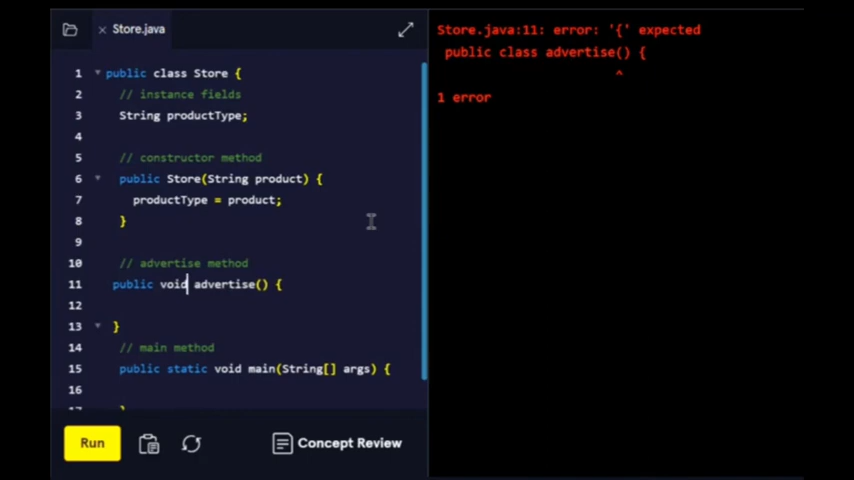 Store.java
1 public class Store {
2 // instance fields
3 String productType;
4
5 // constructor method
6 public Store(String product) {
7 productType = product;
8 }
9
10 // advertise method
11 public void advertise() {
12
13 }
14 // main method
15 public static void main(String[] args) {
16
17 }
Run
Concept Review
Store.java:11: error: '{' expected
public class advertise() {
^
1 error